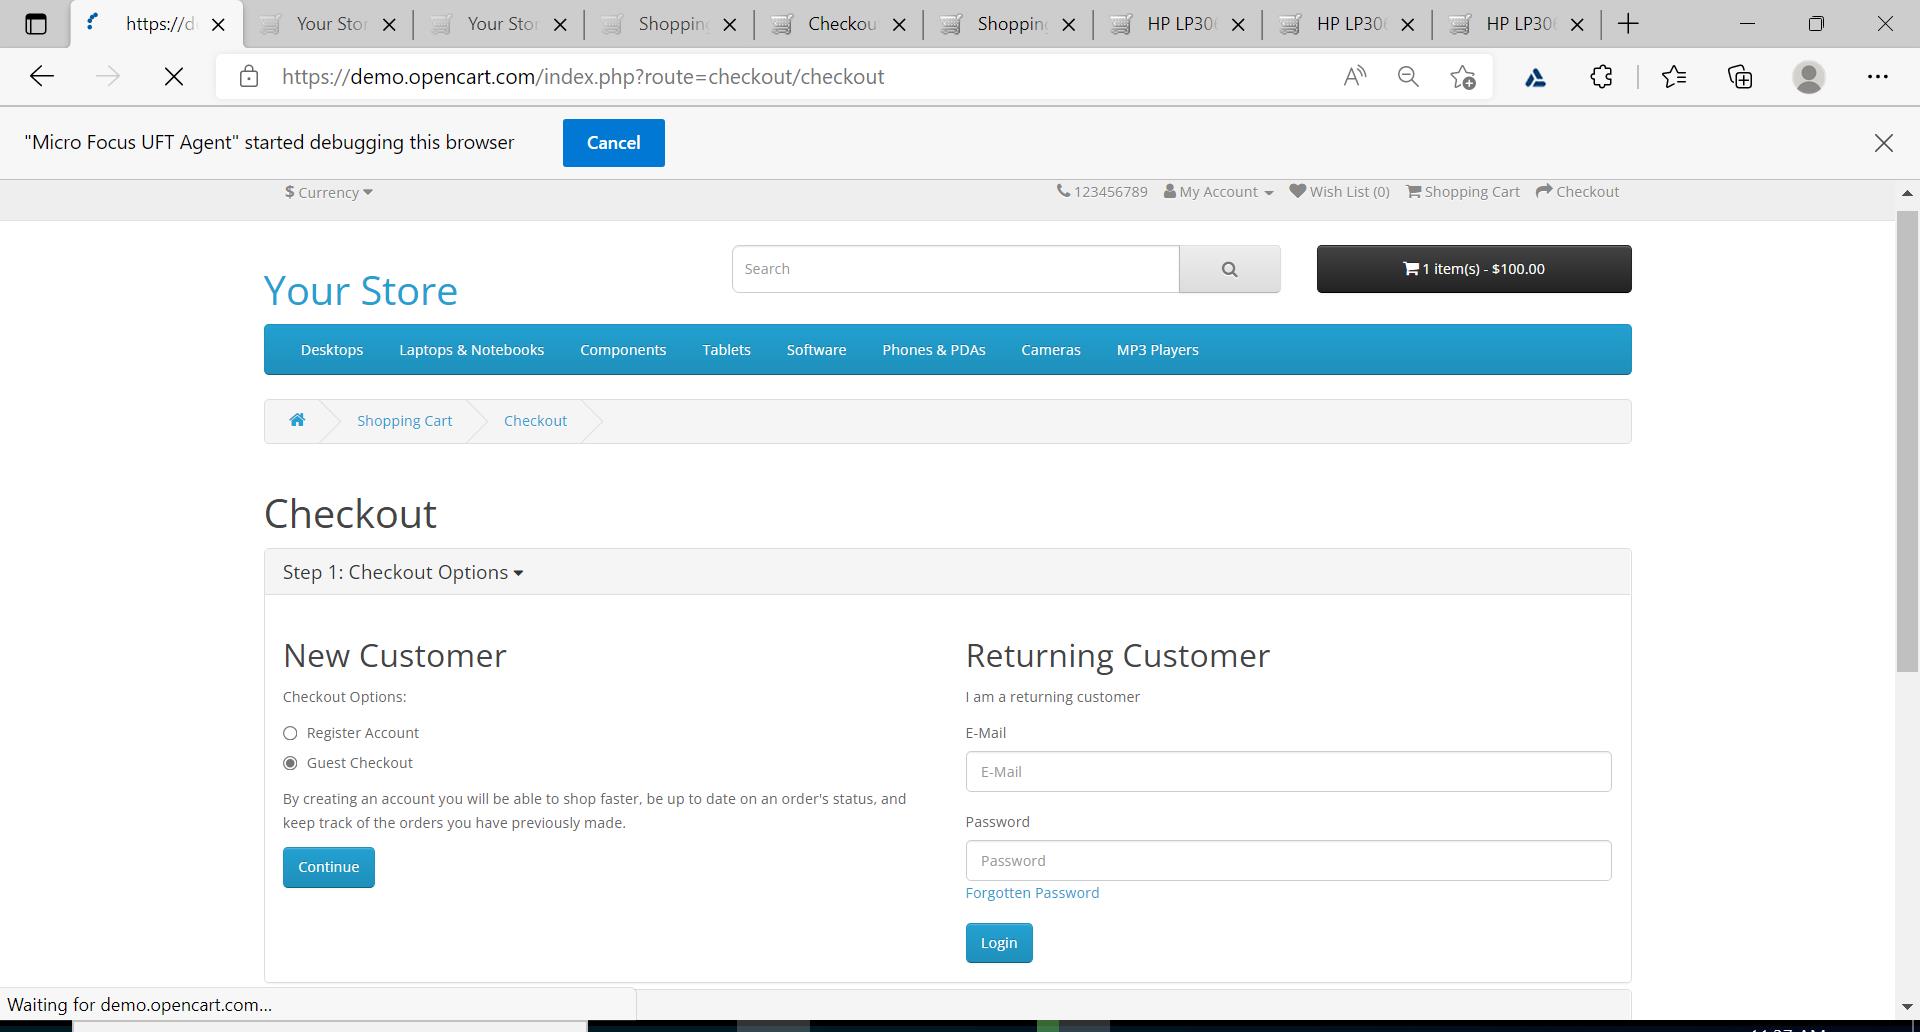 https://d
Your Sto
Your Sto
Shopping
Checkou
Shopping
HP LP30
HP LP30
HP LP30
https://demo.opencart.com/index.php?route=checkout/checkout
"Micro Focus UFT Agent" started debugging this browser
Cancel
$ Currency
123456789 My Account Wish List (0) Shopping Cart Checkout
Your Store
Search
1 item(s) - $100.00
Desktops Laptops & Notebooks Components Tablets Software Phones & PDAs Cameras MP3 Players
Shopping Cart Checkout
Checkout
Step 1: Checkout Options
New Customer
Checkout Options:
Register Account
Guest Checkout
By creating an account you will be able to shop faster, be up to date on an order's status, and
keep track of the orders you have previously made.
Continue
Returning Customer
I am a returning customer
E-Mail
E-Mail
Password
Password
Forgotten Password
Login
Waiting for demo.opencart.com...